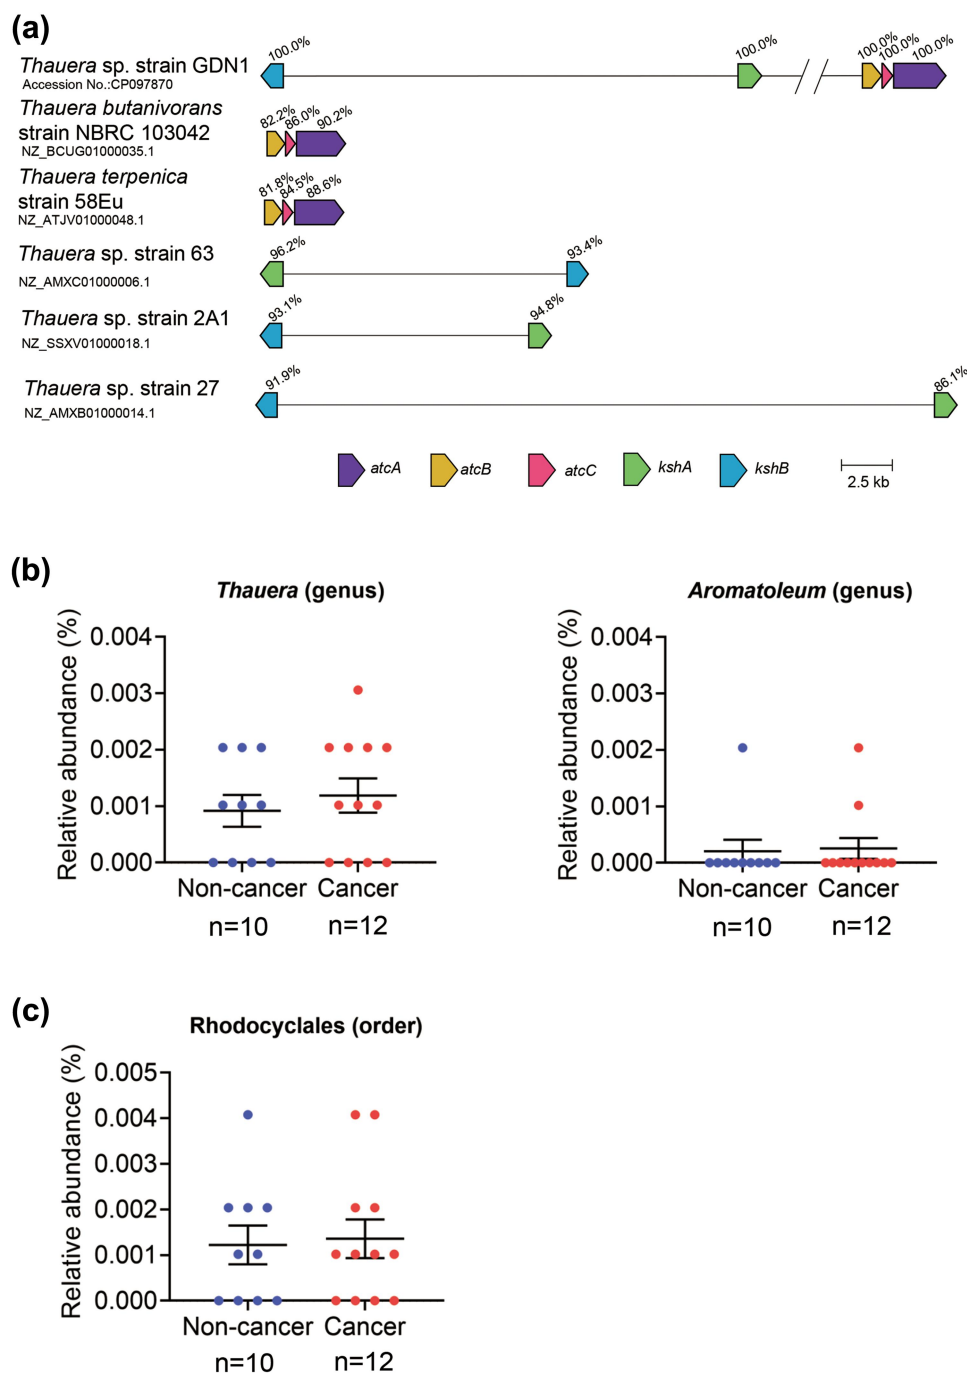 (a)
100.0% 100.0% 100.0% 100.0% 100.0%
Thauera sp. strain GDN1
Accession No.:CP097870
Thauera butanivorans
82.2% 86.0% 90.2%
strain NBRC 103042
NZ_BCUG01000035.1
Thauera terpenica
81.8% 84.5% 88.6%
strain 58Eu
NZ_ATJV01000048.1
Thauera sp. strain 63
96.2% 93.4%
NZ_AMXC01000006.1
Thauera sp. strain 2A1
93.1% 94.8%
NZ_SSXV01000018.1
Thauera sp. strain 27
91.9% 86.1%
NZ_AMXB01000014.1
atcA atcB atcC kshA kshB
2.5 kb
(b)
Thauera (genus)
Relative abundance (%)
0.004
0.003
0.002
0.001
0.000
Non-cancer Cancer
n=10 n=12
Aromatoleum (genus)
Relative abundance (%)
0.004
0.003
0.002
0.001
0.000
Non-cancer Cancer
n=10 n=12
(c)
Rhodocyclales (order)
Relative abundance (%)
0.005
0.004
0.003
0.002
0.001
0.000
Non-cancer Cancer
n=10 n=12